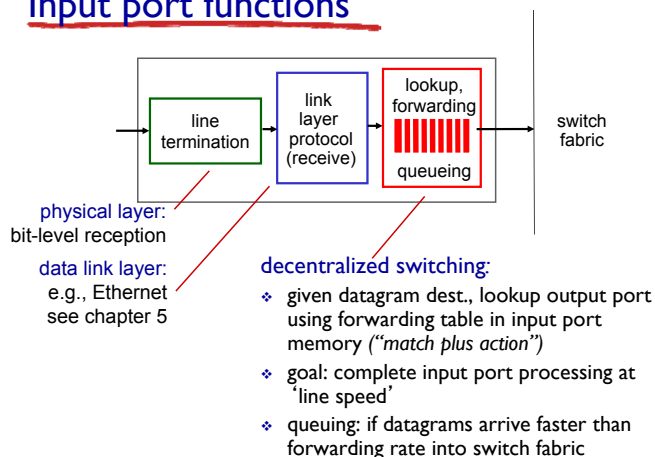 Input port functions
line
termination
link
layer
protocol
(receive)
lookup,
forwarding
queueing
switch
fabric
physical layer:
bit-level reception
data link layer:
e.g., Ethernet
see chapter 5
decentralized switching:
❖ given datagram dest., lookup output port
using forwarding table in input port
memory (“match plus action”)
❖ goal: complete input port processing at
‘line speed’
❖ queuing: if datagrams arrive faster than
forwarding rate into switch fabric